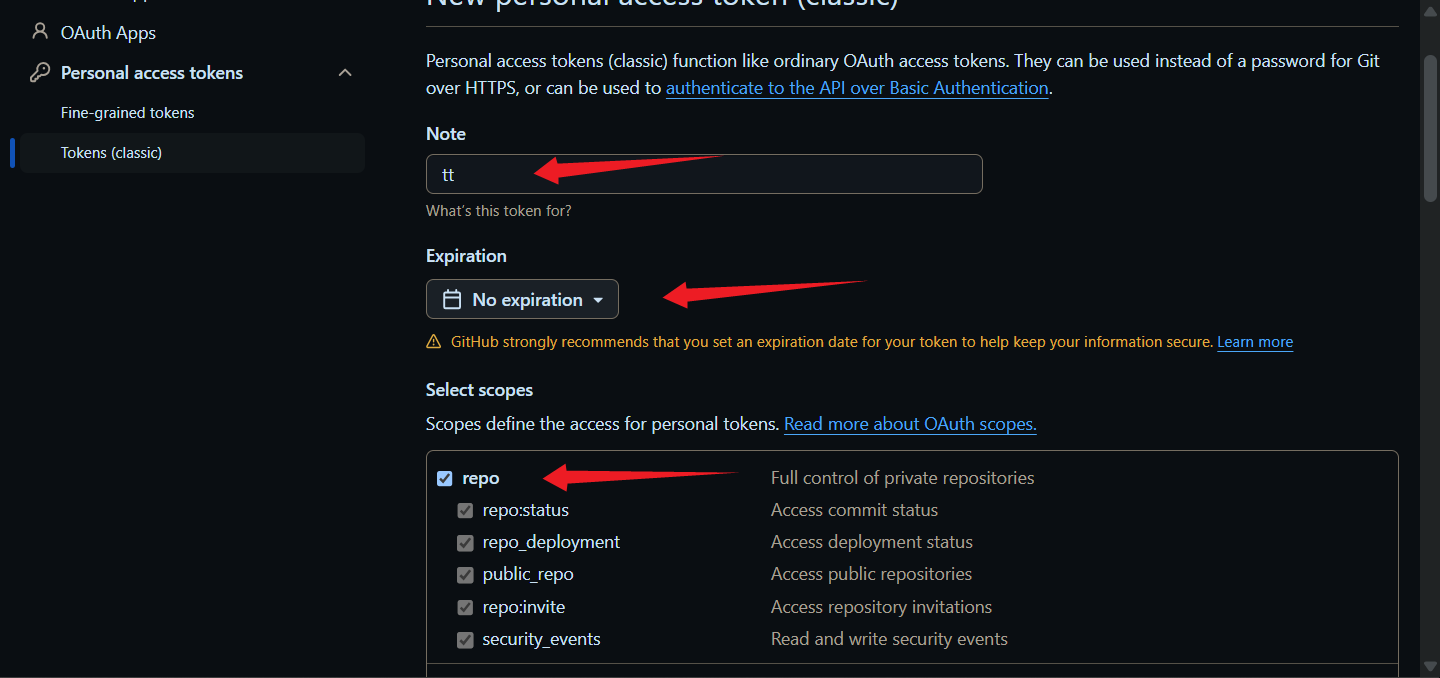 OAuth Apps
Personal access tokens
Fine-grained tokens
Tokens (classic)
New personal access token (classic)
Personal access tokens (classic) function like ordinary OAuth access tokens. They can be used instead of a password for Git
over HTTPS, or can be used to authenticate to the API over Basic Authentication.
Note
tt
What's this token for?
Expiration
No expiration
GitHub strongly recommends that you set an expiration date for your token to help keep your information secure. Learn more
Select scopes
Scopes define the access for personal tokens. Read more about OAuth scopes.
repo Full control of private repositories
repo:status Access commit status
repo_deployment Access deployment status
public_repo Access public repositories
repo:invite Access repository invitations
security_events Read and write security events